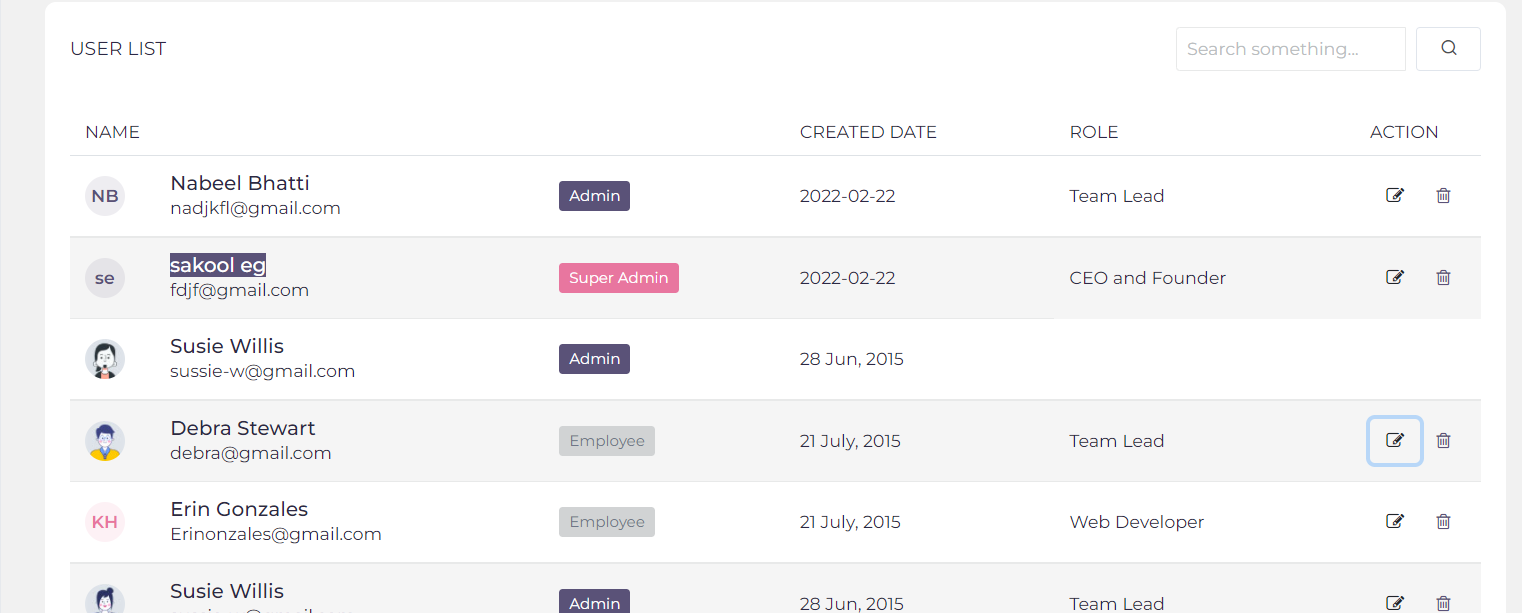 USER LIST
Search something...
NAME CREATED DATE ROLE ACTION
NB Nabeel Bhatti Admin 2022-02-22 Team Lead
nadjkfl@gmail.com
se sakool eg Super Admin 2022-02-22 CEO and Founder
fdjf@gmail.com
Susie Willis Admin 28 Jun, 2015
sussie-w@gmail.com
Debra Stewart Employee 21 July, 2015 Team Lead
debra@gmail.com
KH Erin Gonzales Employee 21 July, 2015 Web Developer
Erinonzales@gmail.com
Susie Willis Admin 28 Jun, 2015 Team Lead